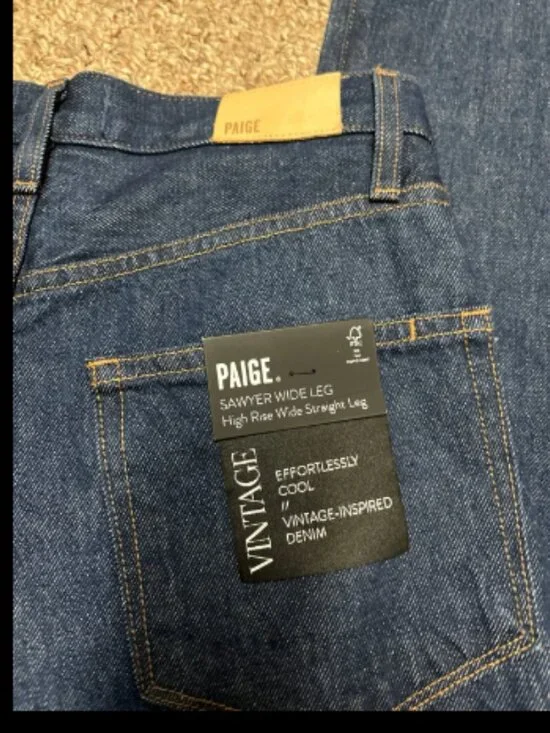 PAIGE
PAIGE.
SAWYER WIDE LEG
High Rise Wide Straight Leg
VINTAGE
EFFORTLESSLY
COOL
//
VINTAGE-INSPIRED
DENIM